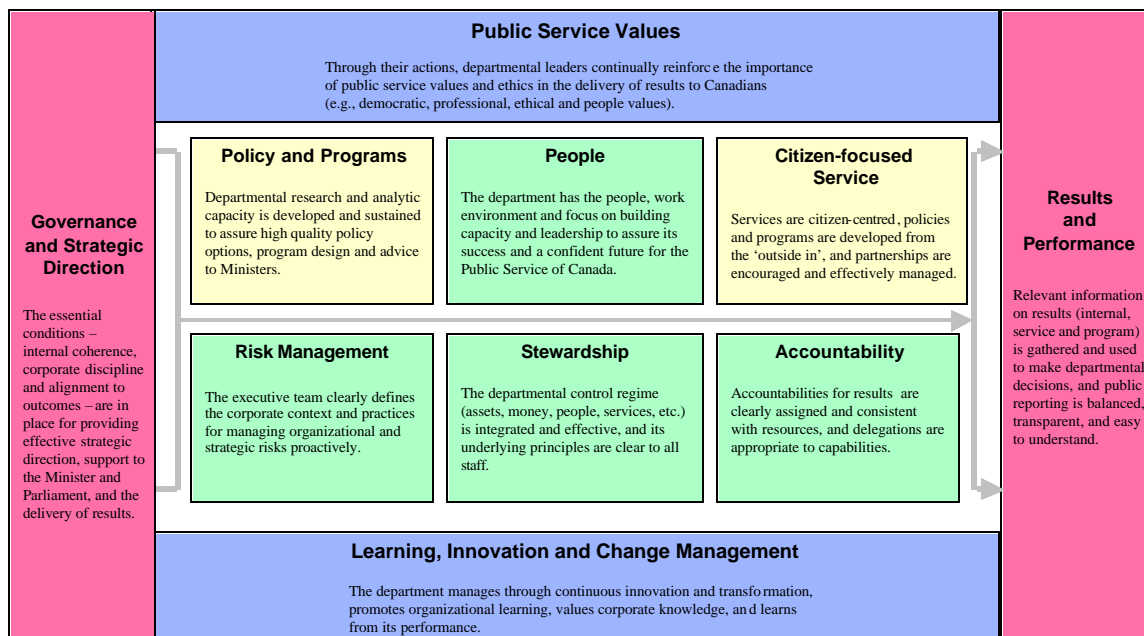 Public Service Values
Through their actions, departmental leaders continually reinforce the importance
of public service values and ethics in the delivery of results to Canadians
(e.g., democratic, professional, ethical and people values).
Governance
and Strategic
Direction
The essential
conditions –
internal coherence,
corporate discipline
and alignment to
outcomes – are in
place for providing
effective strategic
direction, support to
the Minister and
Parliament, and the
delivery of results.
Policy and Programs
Departmental research and analytic
capacity is developed and sustained
to assure high quality policy
options, program design and advice
to Ministers.
People
The department has the people, work
environment and focus on building
capacity and leadership to assure its
success and a confident future for the
Public Service of Canada.
Citizen-focused
Service
Services are citizen-centred, policies
and programs are developed from
the ‘outside in’, and partnerships are
encouraged and effectively managed.
Risk Management
The executive team clearly defines
the corporate context and practices
for managing organizational and
strategic risks proactively.
Stewardship
The departmental control regime
(assets, money, people, services, etc.)
is integrated and effective, and its
underlying principles are clear to all
staff.
Accountability
Accountabilities for results are
clearly assigned and consistent
with resources, and delegations are
appropriate to capabilities.
Results
and
Performance
Relevant information
on results (internal,
service and program)
is gathered and used
to make departmental
decisions, and public
reporting is balanced,
transparent, and easy
to understand.
Learning, Innovation and Change Management
The department manages through continuous innovation and transformation,
promotes organizational learning, values corporate knowledge, and learns
from its performance.